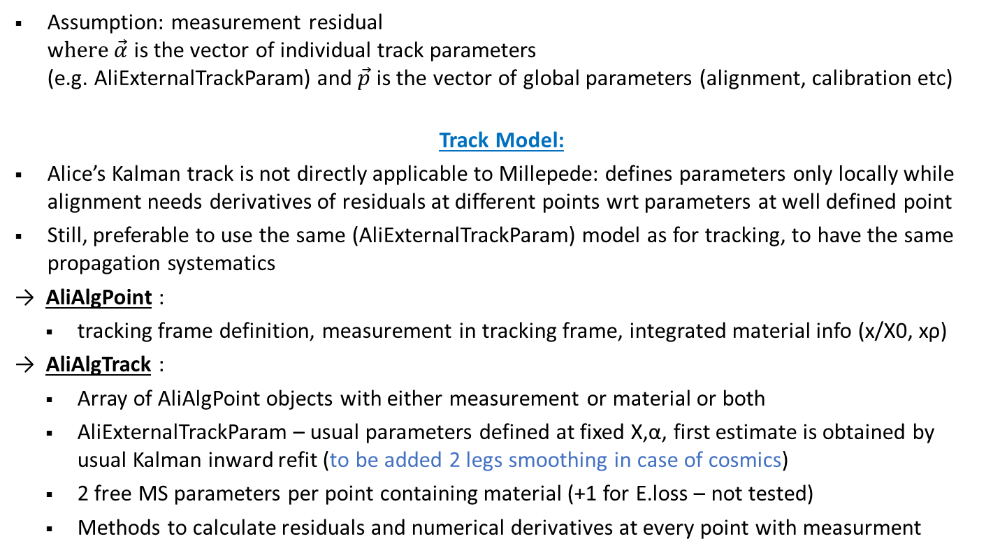 ▪ Assumption: measurement residual
where α⃗ is the vector of individual track parameters
(e.g. AliExternalTrackParam) and p⃗ is the vector of global parameters (alignment, calibration etc)
Track Model:
▪ Alice’s Kalman track is not directly applicable to Millepede: defines parameters only locally while
alignment needs derivatives of residuals at different points wrt parameters at well defined point
▪ Still, preferable to use the same (AliExternalTrackParam) model as for tracking, to have the same
propagation systematics
→ AliAlgPoint :
▪ tracking frame definition, measurement in tracking frame, integrated material info (x/X0, xρ)
→ AliAlgTrack :
▪ Array of AliAlgPoint objects with either measurement or material or both
▪ AliExternalTrackParam – usual parameters defined at fixed X,α, first estimate is obtained by
usual Kalman inward refit (to be added 2 legs smoothing in case of cosmics)
▪ 2 free MS parameters per point containing material (+1 for E.loss – not tested)
▪ Methods to calculate residuals and numerical derivatives at every point with measurment